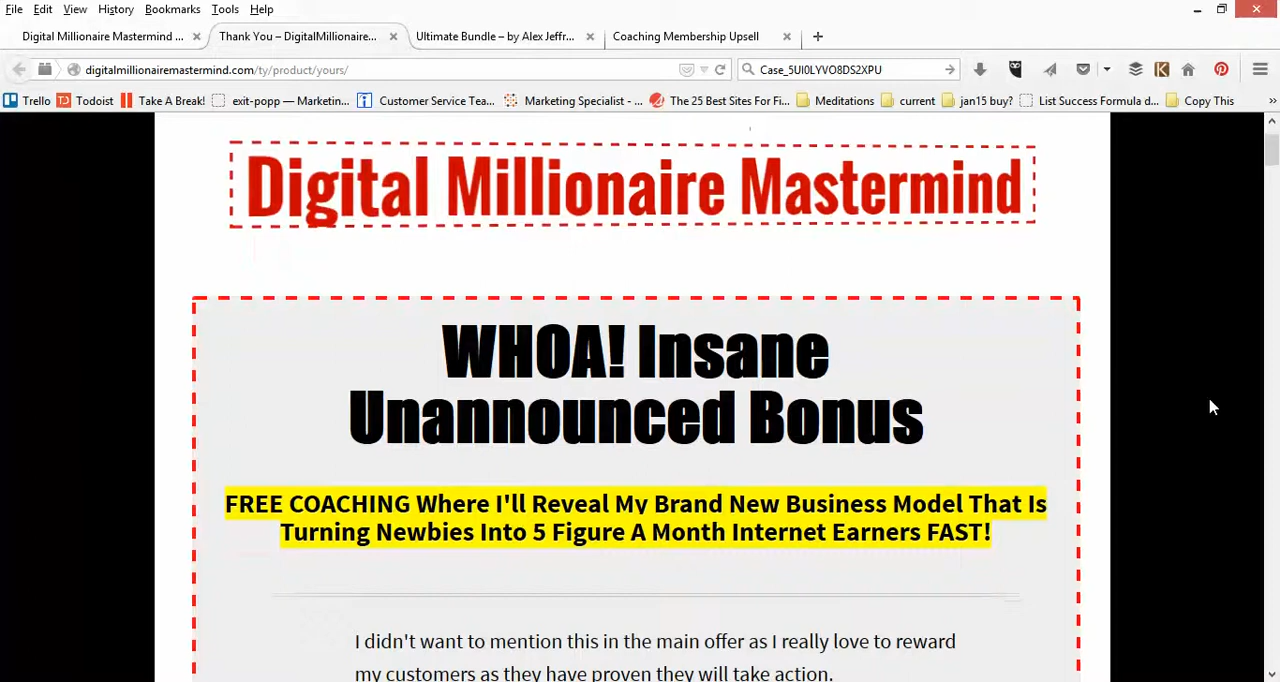 File Edit View History Bookmarks Tools Help
Digital Millionaire Mastermind ... Thank You – DigitalMillionaire... Ultimate Bundle – by Alex Jeffr... Coaching Membership Upsell
digitalmillionairemastermind.com/ty/product/yours/ Case_5UI0LYVO8DS2XPU
Trello Todoist Take A Break! exit-popp — Marketin... Customer Service Tea... Marketing Specialist - ... The 25 Best Sites For Fi... Meditations current jan15 buy? List Success Formula d... Copy This
Digital Millionaire Mastermind
WHOA! Insane
Unannounced Bonus
FREE COACHING Where I'll Reveal My Brand New Business Model That Is
Turning Newbies Into 5 Figure A Month Internet Earners FAST!
I didn't want to mention this in the main offer as I really love to reward
my customers as they have proven they will take action.